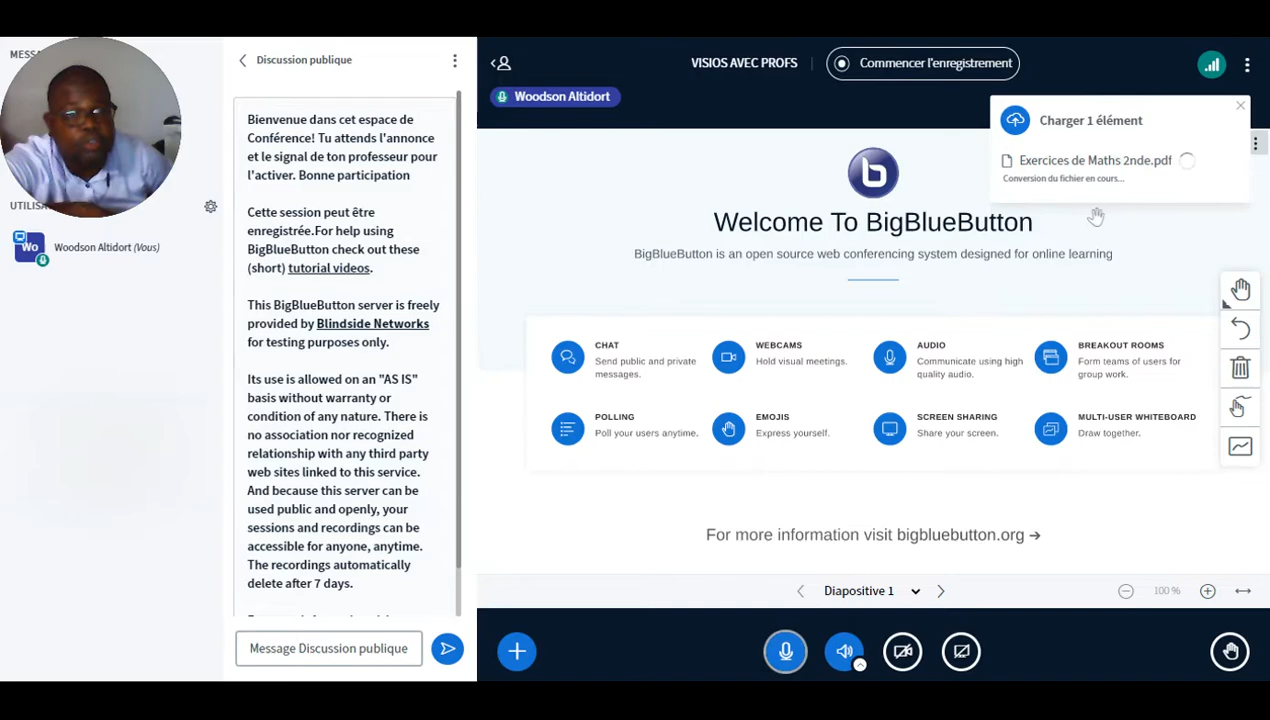 MESSA
UTILISA
Wo
Woodson Altidort (Vous)
Discussion publique
Bienvenue dans cet espace de
Conférence! Tu attends l'annonce
et le signal de ton professeur pour
l'activer. Bonne participation
Cette session peut être
enregistrée.For help using
BigBlueButton check out these
(short) tutorial videos.
This BigBlueButton server is freely
provided by Blindside Networks
for testing purposes only.
Its use is allowed on an "AS IS"
basis without warranty or
condition of any nature. There is
no association nor recognized
relationship with any third party
web sites linked to this service.
And because this server can be
used public and openly, your
sessions and recordings can be
accessible for anyone, anytime.
The recordings automatically
delete after 7 days.
Message Discussion publique
VISIOS AVEC PROFS
Commencer l'enregistrement
Woodson Altidort
Charger 1 élément
Exercices de Maths 2nde.pdf
Conversion du fichier en cours...
b
Welcome To BigBlueButton
BigBlueButton is an open source web conferencing system designed for online learning
CHAT
Send public and private
messages.
WEBCAMS
Hold visual meetings.
AUDIO
Communicate using high
quality audio.
BREAKOUT ROOMS
Form teams of users for
group work.
POLLING
Poll your users anytime.
EMOJIS
Express yourself.
SCREEN SHARING
Share your screen.
MULTI-USER WHITEBOARD
Draw together.
For more information visit bigbluebutton.org →
Diapositive 1
100 %